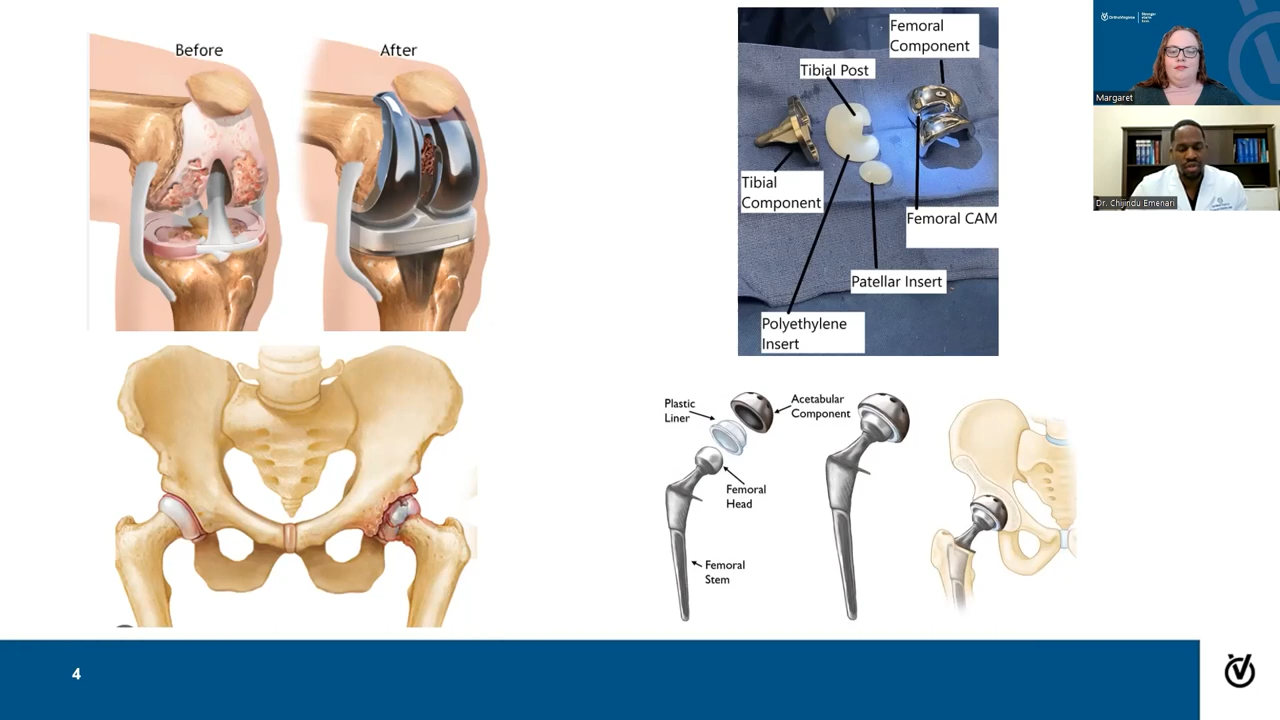 Before
After
Femoral
Component
Tibial Post
Tibial
Component
Femoral CAM
Patellar Insert
Polyethylene
Insert
Plastic
Liner
Acetabular
Component
Femoral
Head
Femoral
Stem
4
OrthoVirginia
Margaret
Dr. Chijindu Emenari